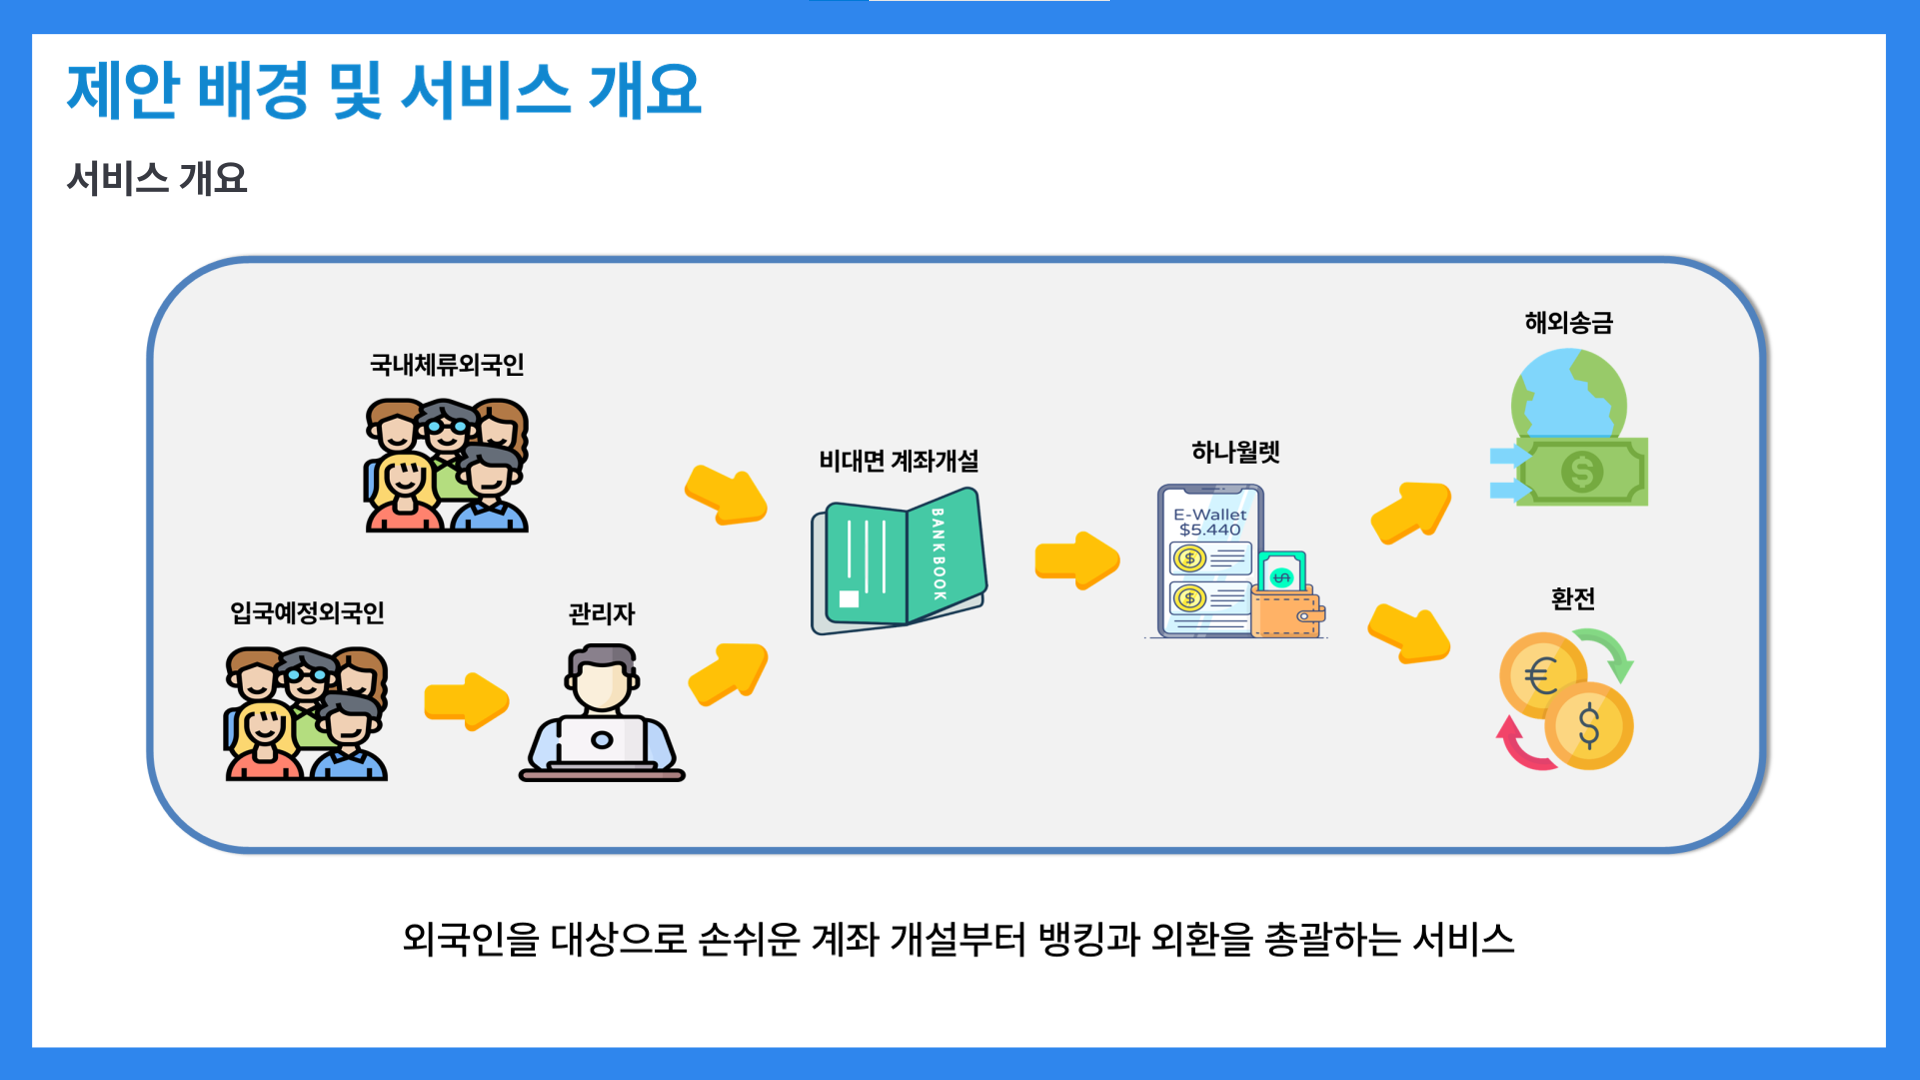 제안 배경 및 서비스 개요
서비스 개요
국내체류외국인
입국예정외국인
관리자
비대면 계좌개설
BANKBOOK
하나월렛
E-Wallet
$5.440
해외송금
환전
외국인을 대상으로 손쉬운 계좌 개설부터 뱅킹과 외환을 총괄하는 서비스